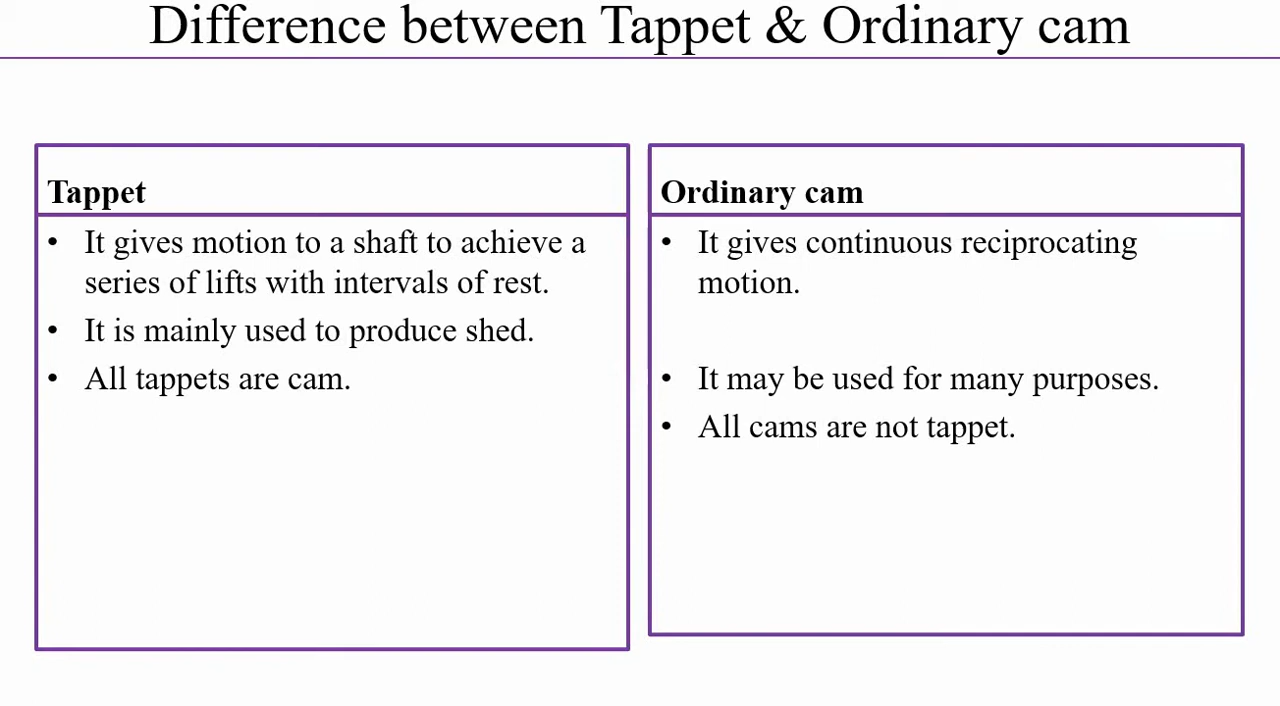 Difference between Tappet & Ordinary cam
Tappet
• It gives motion to a shaft to achieve a
series of lifts with intervals of rest.
• It is mainly used to produce shed.
• All tappets are cam.
Ordinary cam
• It gives continuous reciprocating
motion.
• It may be used for many purposes.
• All cams are not tappet.